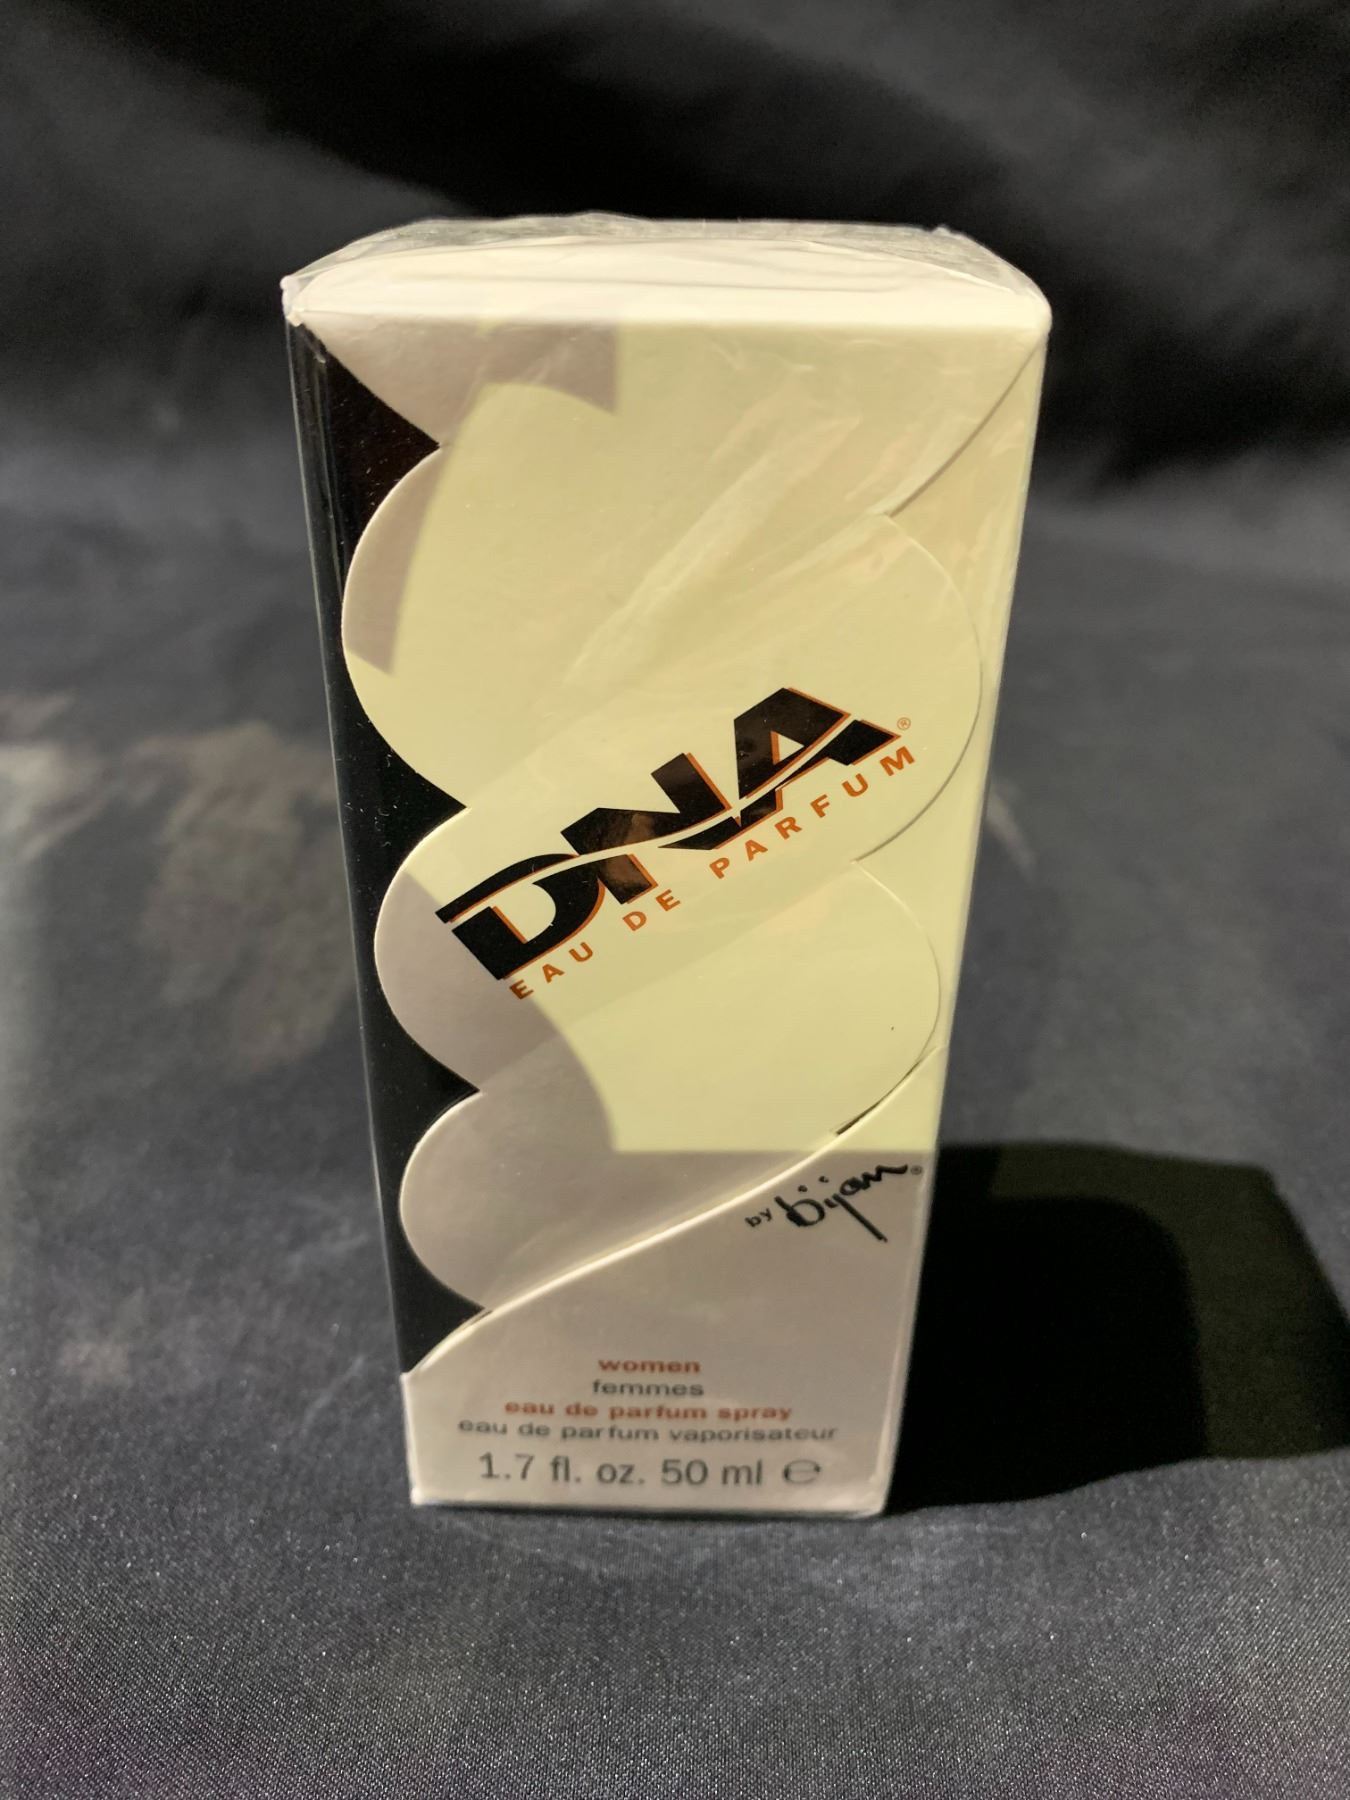 DNA®
EAU DE PARFUM
by bijan®
women
femmes
eau de parfum spray
eau de parfum vaporisateur
1.7 fl. oz. 50 ml ℮